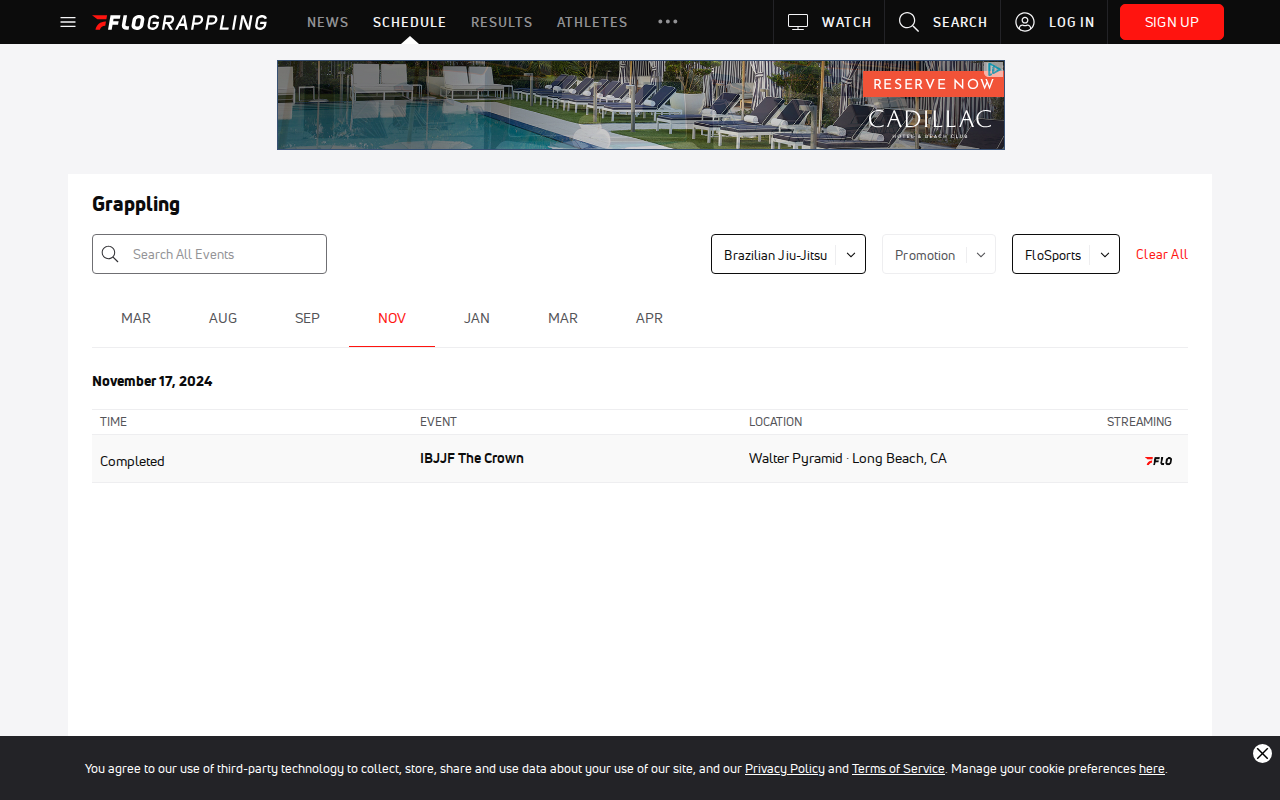 FLOGRAPPLING NEWS SCHEDULE RESULTS ATHLETES WATCH SEARCH LOG IN SIGN UP
RESERVE NOW
CADILLAC
HOTEL & BEACH CLUB
Grappling
Search All Events Brazilian Jiu-Jitsu Promotion FloSports Clear All
MAR AUG SEP NOV JAN MAR APR
November 17, 2024
TIME EVENT LOCATION STREAMING
Completed IBJJF The Crown Walter Pyramid · Long Beach, CA FLO
You agree to our use of third-party technology to collect, store, share and use data about your use of our site, and our Privacy Policy and Terms of Service. Manage your cookie preferences here.